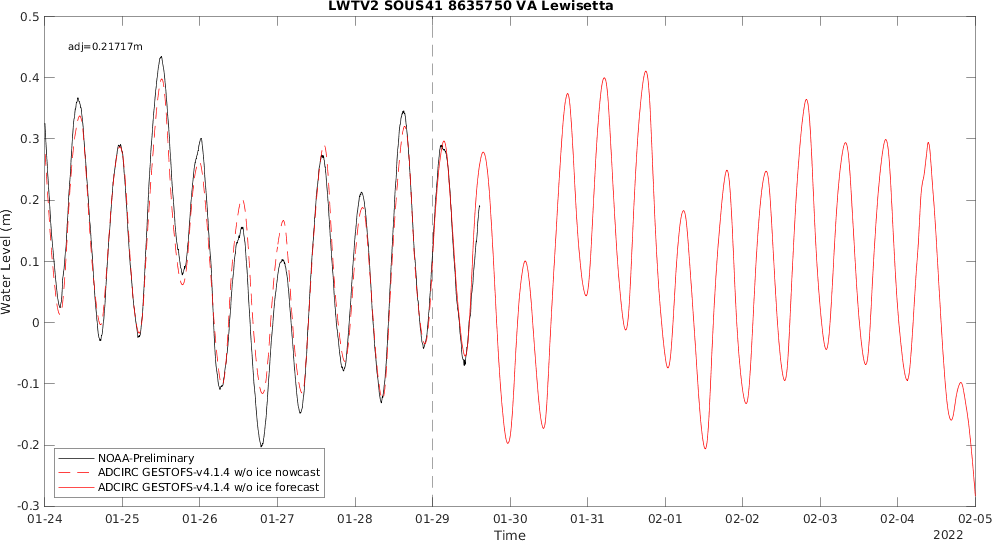 LWTV2 SOUS41 8635750 VA Lewisetta
adj=0.21717m
0.5
0.4
0.3
0.2
0.1
0
-0.1
-0.2
-0.3
Water Level (m)
NOAA-Preliminary
ADCIRC GESTOFS-v4.1.4 w/o ice nowcast
ADCIRC GESTOFS-v4.1.4 w/o ice forecast
01-24 01-25 01-26 01-27 01-28 01-29 01-30 01-31 02-01 02-02 02-03 02-04 02-05
Time
2022